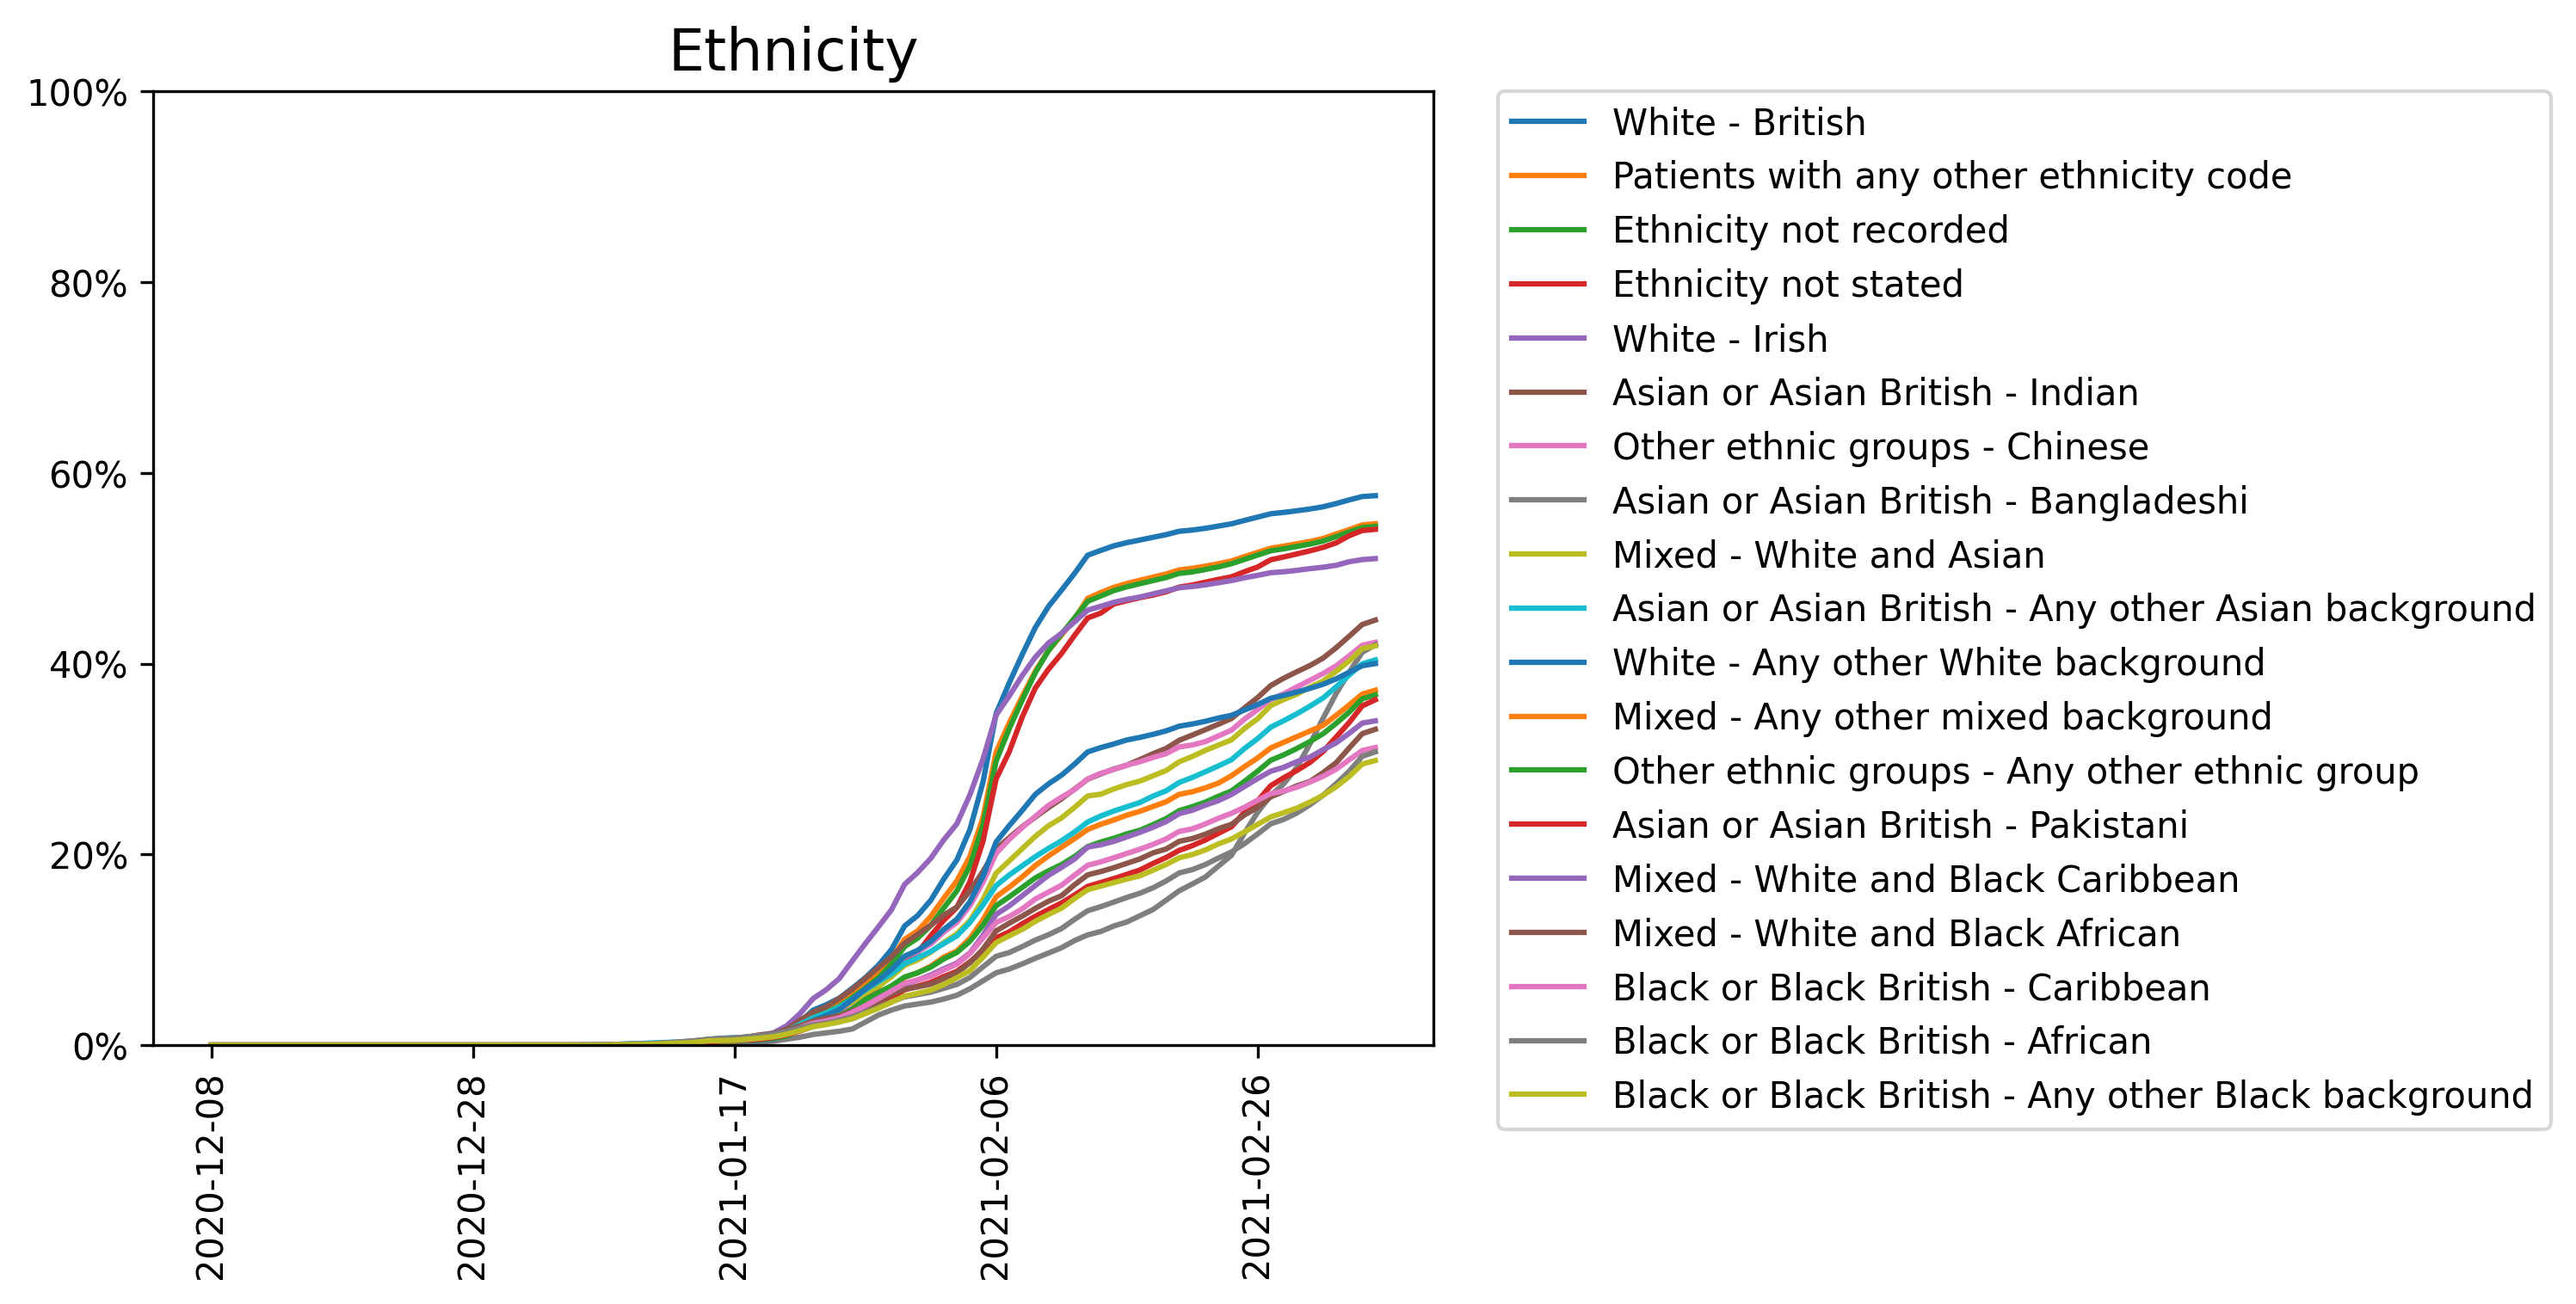 Ethnicity
100%
80%
60%
40%
20%
0%
2020-12-08
2020-12-28
2021-01-17
2021-02-06
2021-02-26
White - British
Patients with any other ethnicity code
Ethnicity not recorded
Ethnicity not stated
White - Irish
Asian or Asian British - Indian
Other ethnic groups - Chinese
Asian or Asian British - Bangladeshi
Mixed - White and Asian
Asian or Asian British - Any other Asian background
White - Any other White background
Mixed - Any other mixed background
Other ethnic groups - Any other ethnic group
Asian or Asian British - Pakistani
Mixed - White and Black Caribbean
Mixed - White and Black African
Black or Black British - Caribbean
Black or Black British - African
Black or Black British - Any other Black background